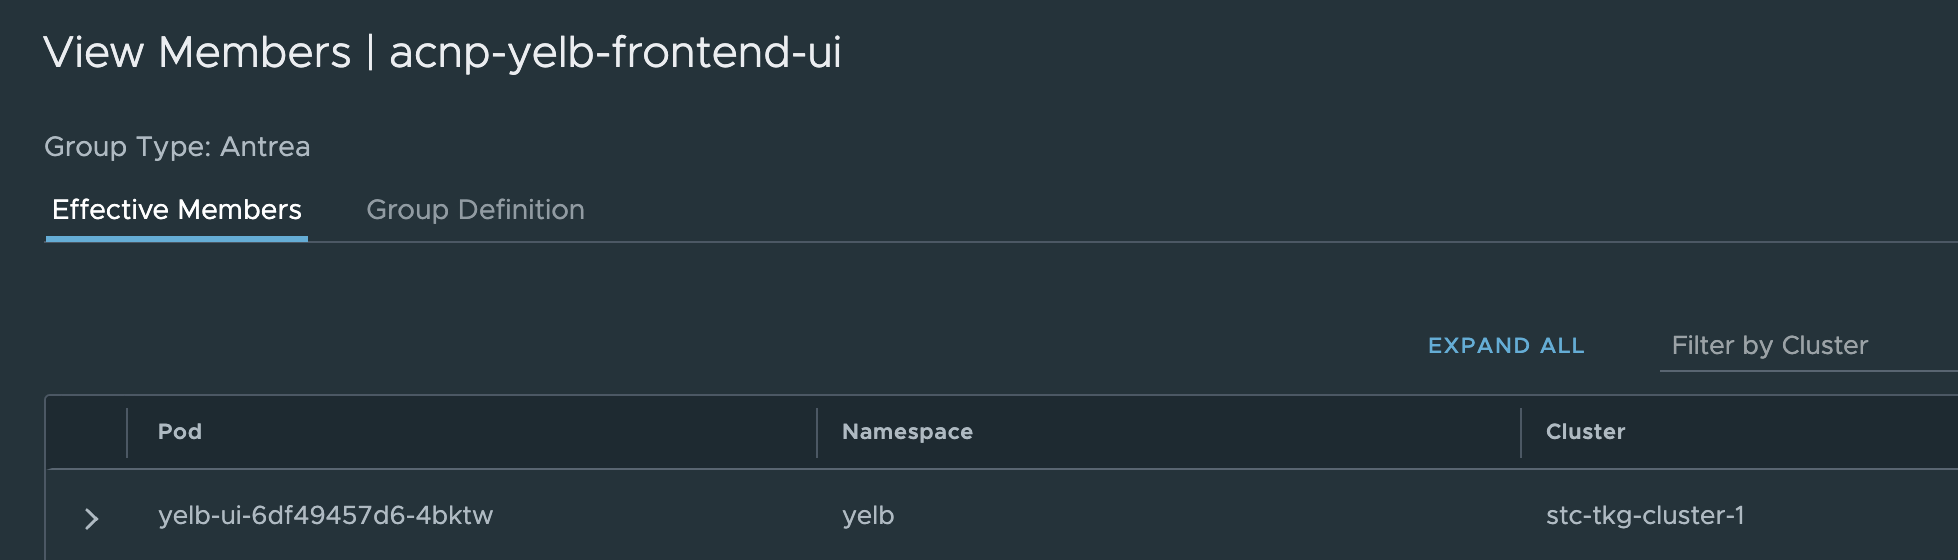 View Members | acnp-yelb-frontend-ui
Group Type: Antrea
Effective Members Group Definition
EXPAND ALL Filter by Cluster
Pod Namespace Cluster
yelb-ui-6df49457d6-4bktw yelb stc-tkg-cluster-1